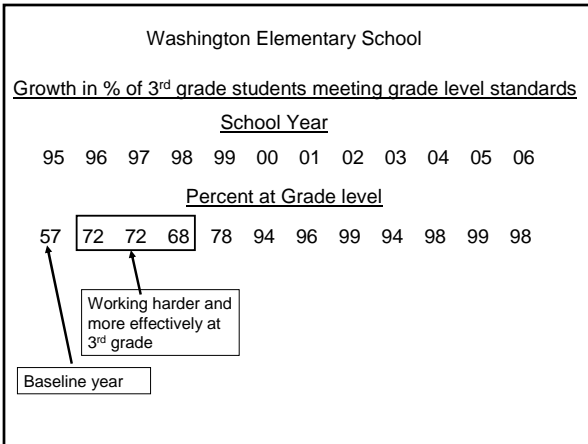 Washington Elementary School
Growth in % of 3rd grade students meeting grade level standards
School Year
95 96 97 98 99 00 01 02 03 04 05 06
Percent at Grade level
57 72 72 68 78 94 96 99 94 98 99 98
Working harder and
more effectively at
3rd grade
Baseline year